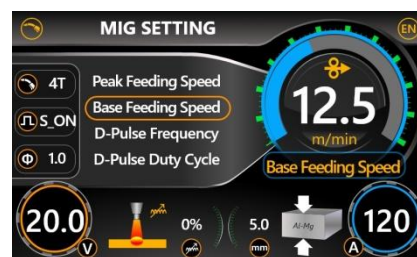 MIG SETTING
EN
4T
S_ON
Φ 1.0
Peak Feeding Speed
Base Feeding Speed
D-Pulse Frequency
D-Pulse Duty Cycle
12.5
m/min
Base Feeding Speed
20.0
V
0%
5.0
mm
Al-Mg
120
A